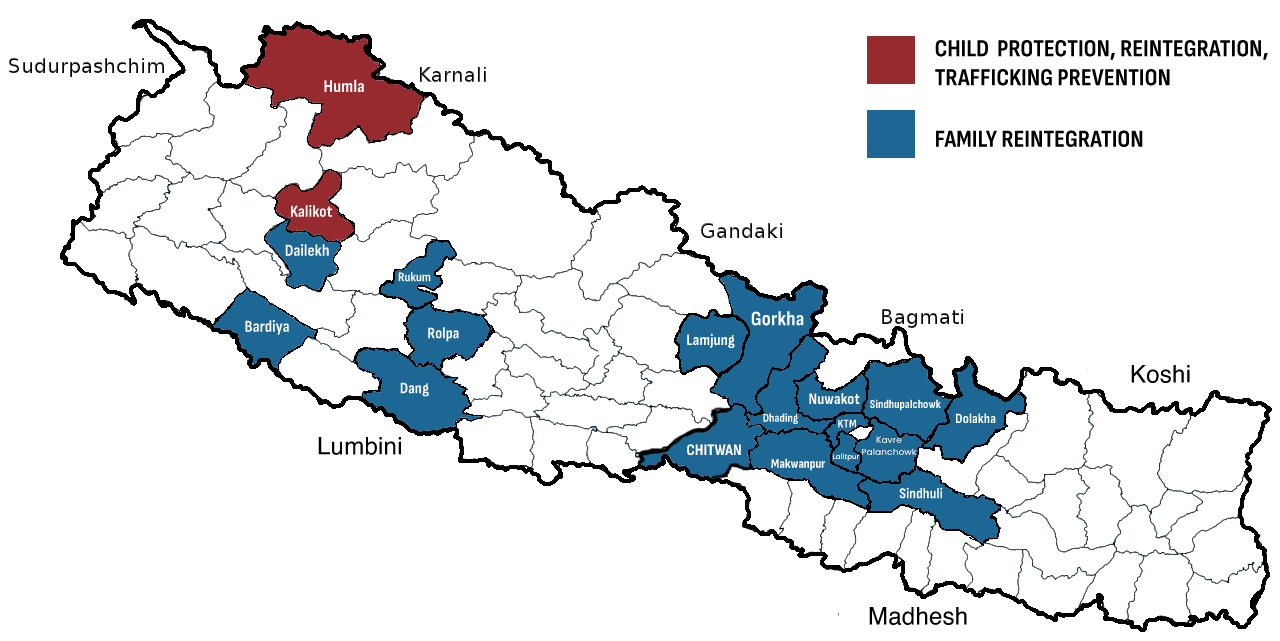 CHILD PROTECTION, REINTEGRATION,
TRAFFICKING PREVENTION
FAMILY REINTEGRATION
Sudurpashchim
Karnali
Humla
Kalikot
Dailekh
Rukum
Bardiya
Rolpa
Dang
Lumbini
Gandaki
Gorkha
Lamjung
Bagmati
Nuwakot
Sindhupalchowk
Dolakha
Dhading
KTM
Kavre
Palanchowk
Lalitpur
CHITWAN
Makwanpur
Sindhuli
Koshi
Madhesh